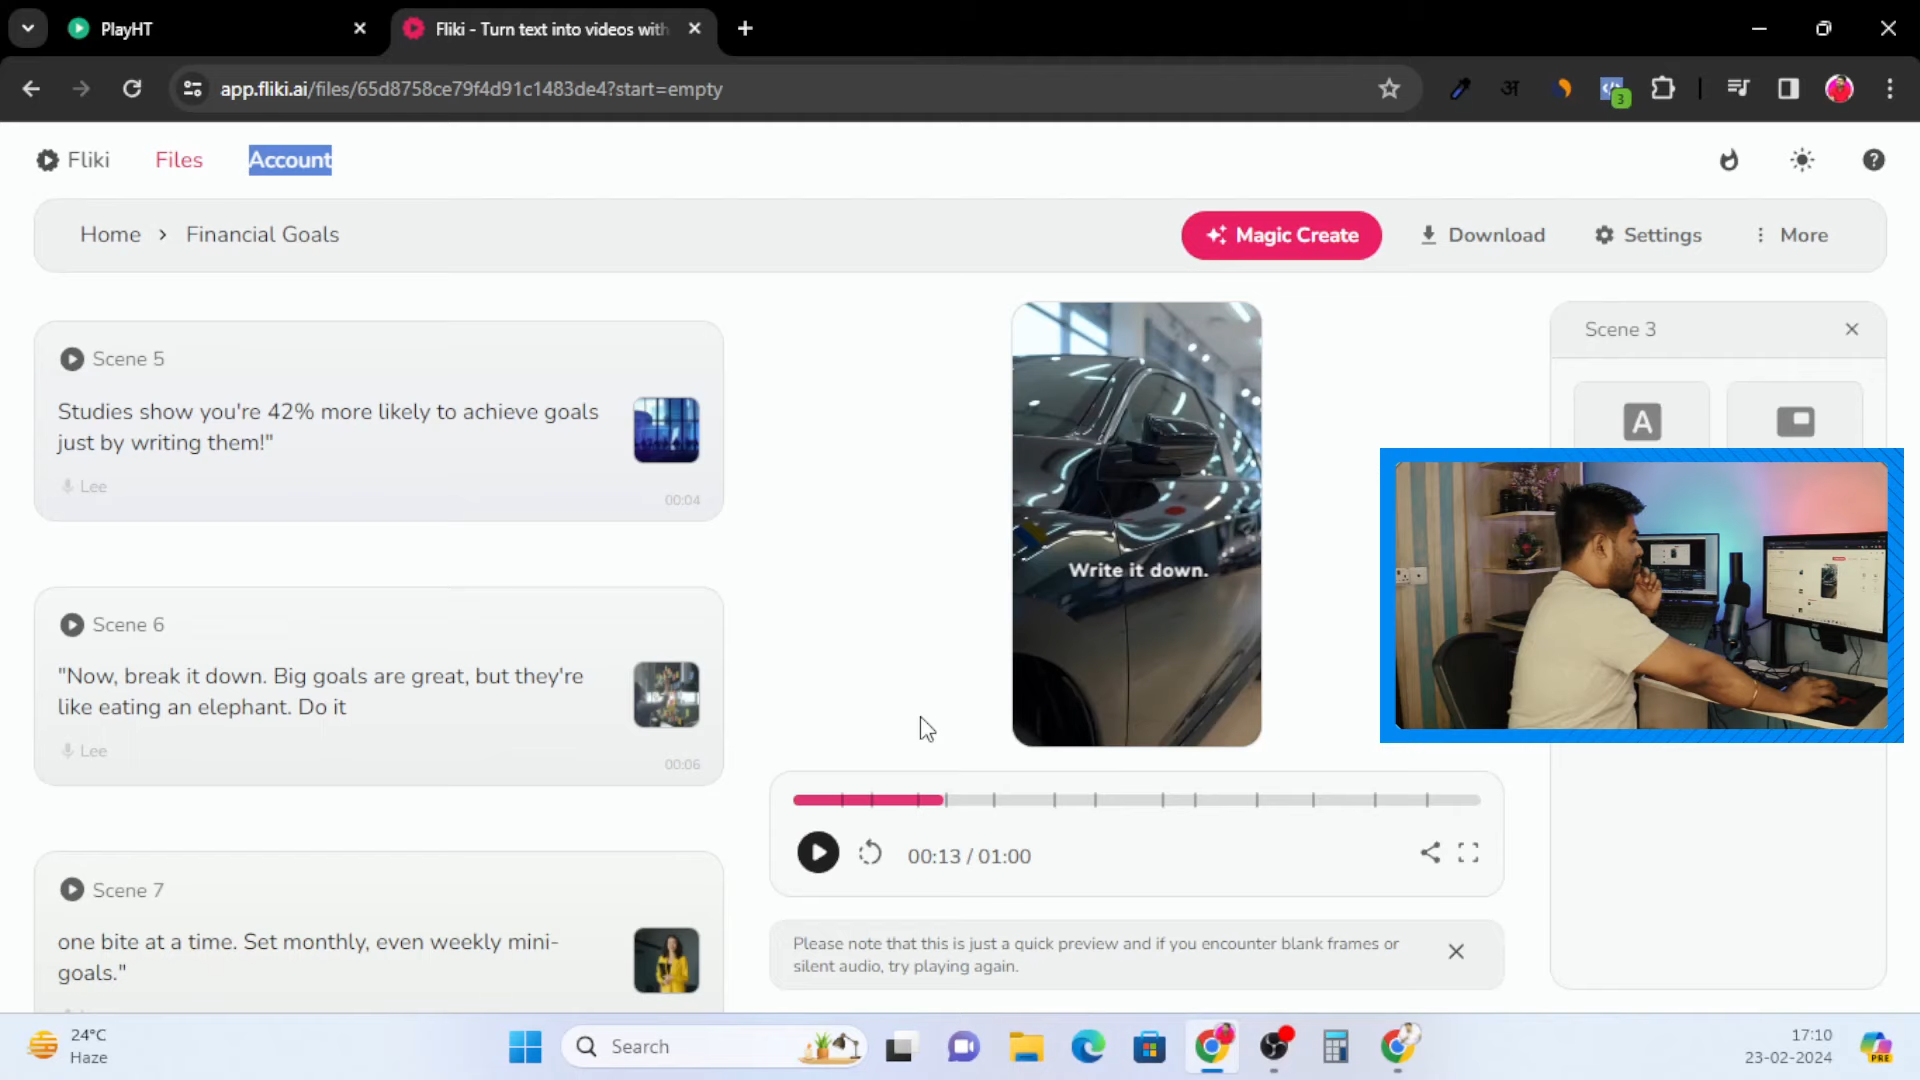 PlayHT
Fliki - Turn text into videos with
app.fliki.ai/files/65d8758ce79f4d91c1483de4?start=empty
अ
3
Fliki
Files
Account
Home > Financial Goals
Magic Create
Download
Settings
More
Scene 5
Studies show you're 42% more likely to achieve goals
just by writing them!"
Lee
00:04
Scene 6
"Now, break it down. Big goals are great, but they're
like eating an elephant. Do it
Lee
00:06
Scene 7
one bite at a time. Set monthly, even weekly mini-
goals."
Write it down.
00:13 / 01:00
Please note that this is just a quick preview and if you encounter blank frames or
silent audio, try playing again.
Scene 3
A
24°C
Haze
Search
17:10
23-02-2024
PRE